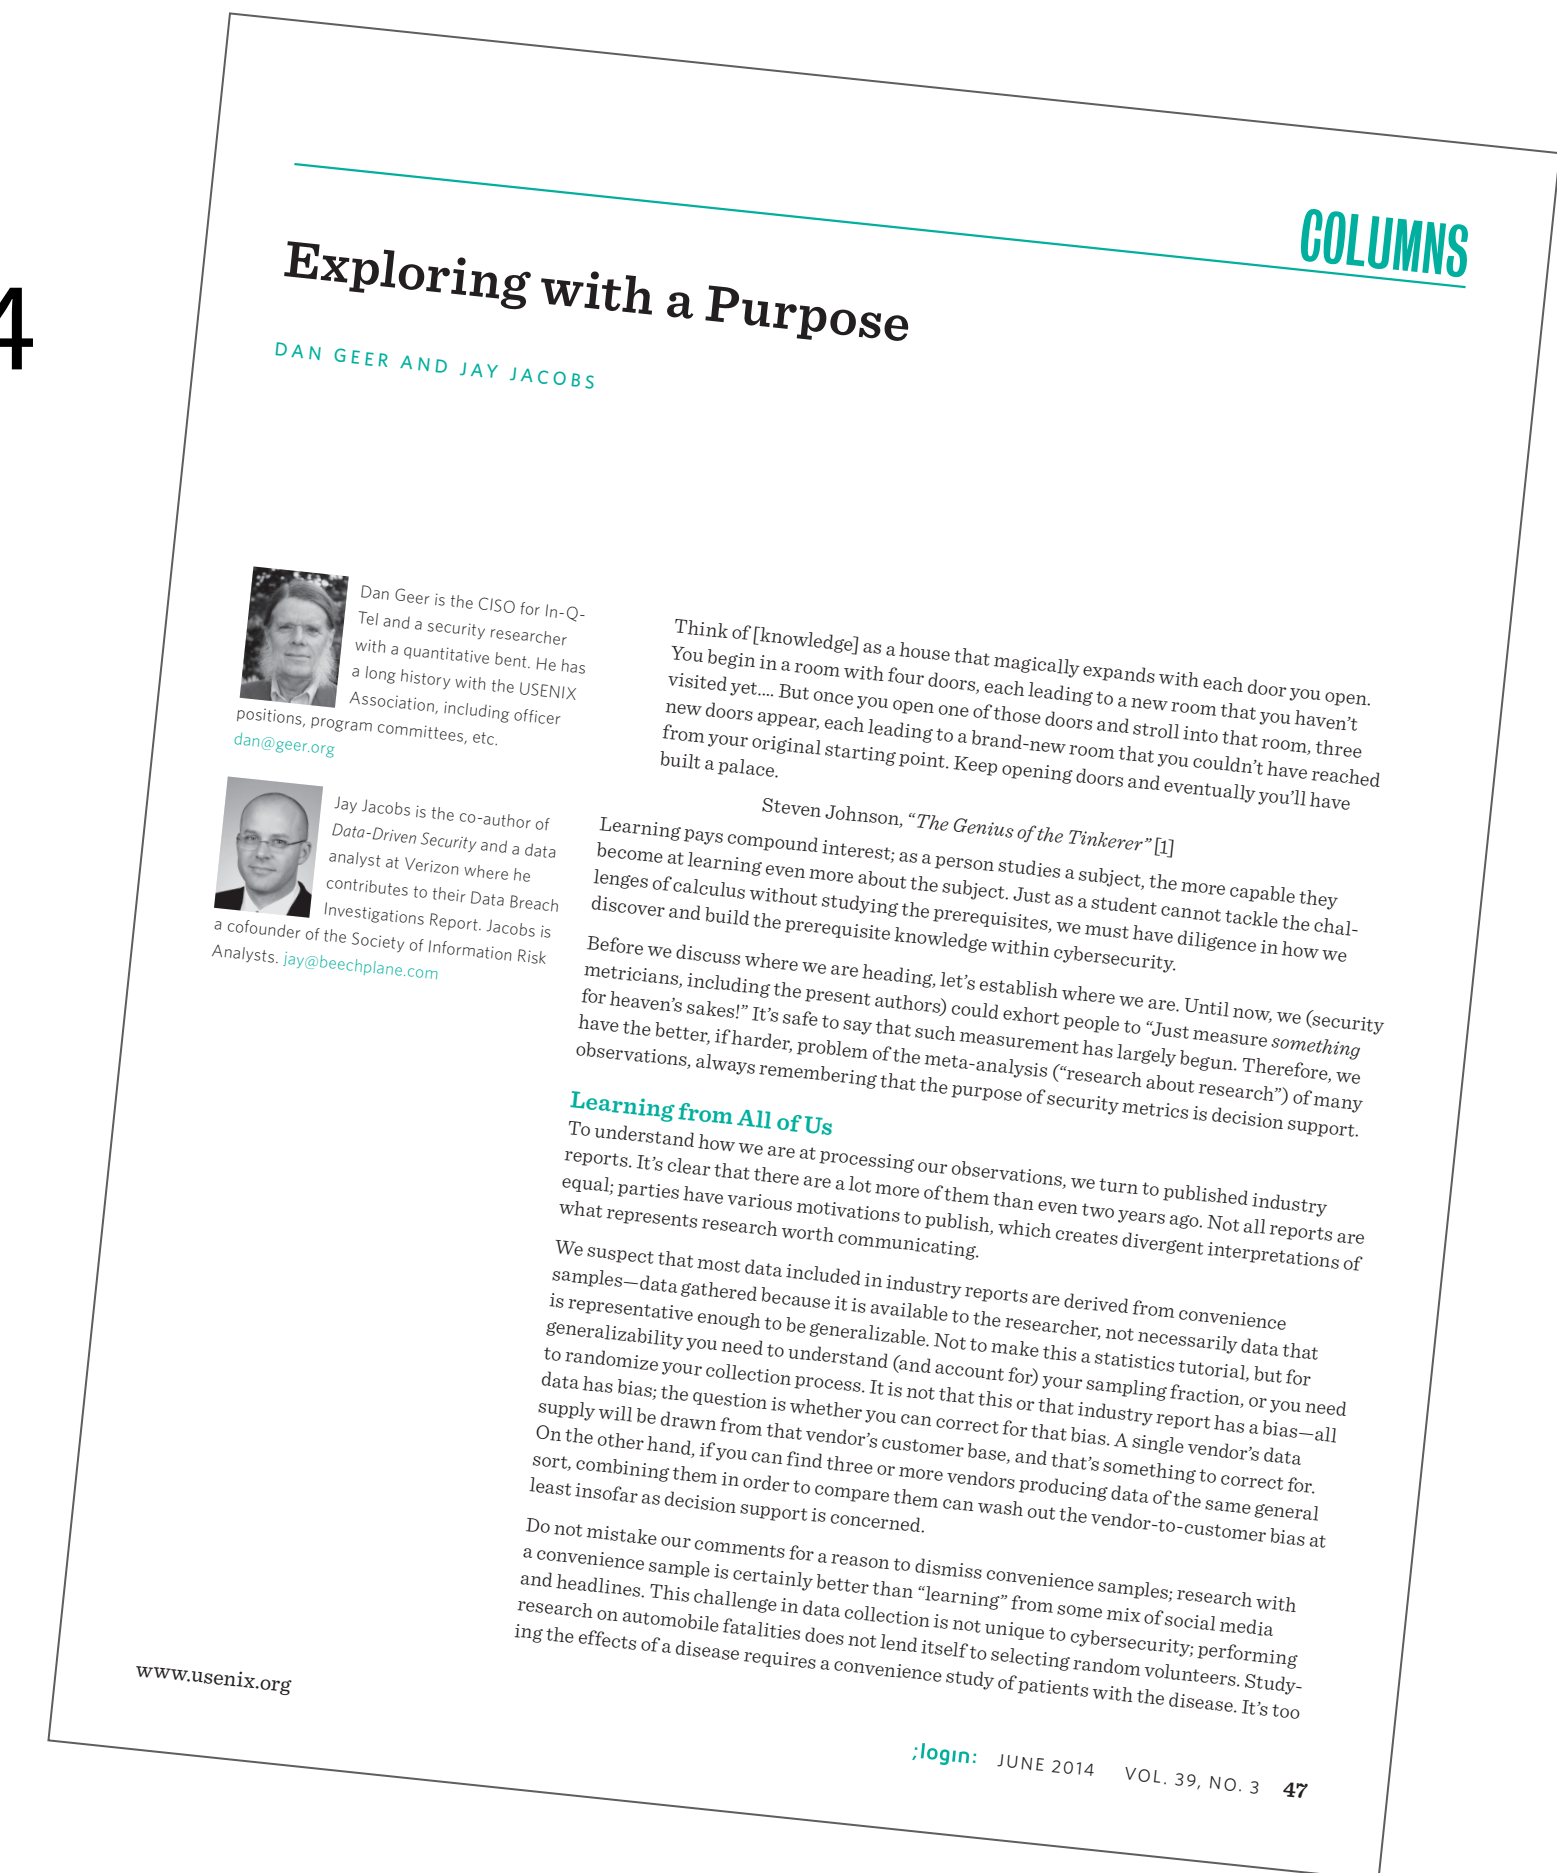 4
COLUMNS
Exploring with a Purpose
DAN GEER AND JAY JACOBS
Dan Geer is the CISO for In-Q-
Tel and a security researcher
with a quantitative bent. He has
a long history with the USENIX
Association, including officer
positions, program committees, etc.
dan@geer.org
Jay Jacobs is the co-author of
Data-Driven Security and a data
analyst at Verizon where he
contributes to their Data Breach
Investigations Report. Jacobs is
a cofounder of the Society of Information Risk
Analysts. jay@beechplane.com
Think of [knowledge] as a house that magically expands with each door you open.
You begin in a room with four doors, each leading to a new room that you haven't
visited yet.... But once you open one of those doors and stroll into that room, three
new doors appear, each leading to a brand-new room that you couldn't have reached
from your original starting point. Keep opening doors and eventually you'll have
built a palace.
Steven Johnson, “The Genius of the Tinkerer” [1]
Learning pays compound interest; as a person studies a subject, the more capable they
become at learning even more about the subject. Just as a student cannot tackle the chal-
lenges of calculus without studying the prerequisites, we must have diligence in how we
discover and build the prerequisite knowledge within cybersecurity.
Before we discuss where we are heading, let's establish where we are. Until now, we (security
metricians, including the present authors) could exhort people to “Just measure something
for heaven's sakes!” It's safe to say that such measurement has largely begun. Therefore, we
have the better, if harder, problem of the meta-analysis (“research about research”) of many
observations, always remembering that the purpose of security metrics is decision support.
Learning from All of Us
To understand how we are at processing our observations, we turn to published industry
reports. It's clear that there are a lot more of them than even two years ago. Not all reports are
equal; parties have various motivations to publish, which creates divergent interpretations of
what represents research worth communicating.
We suspect that most data included in industry reports are derived from convenience
samples—data gathered because it is available to the researcher, not necessarily data that
is representative enough to be generalizable. Not to make this a statistics tutorial, but for
generalizability you need to understand (and account for) your sampling fraction, or you need
to randomize your collection process. It is not that this or that industry report has a bias—all
data has bias; the question is whether you can correct for that bias. A single vendor's data
supply will be drawn from that vendor's customer base, and that's something to correct for.
On the other hand, if you can find three or more vendors producing data of the same general
sort, combining them in order to compare them can wash out the vendor-to-customer bias at
least insofar as decision support is concerned.
Do not mistake our comments for a reason to dismiss convenience samples; research with
a convenience sample is certainly better than “learning” from some mix of social media
and headlines. This challenge in data collection is not unique to cybersecurity; performing
research on automobile fatalities does not lend itself to selecting random volunteers. Study-
ing the effects of a disease requires a convenience study of patients with the disease. It's too
www.usenix.org
;login: JUNE 2014 VOL. 39, NO. 3 47